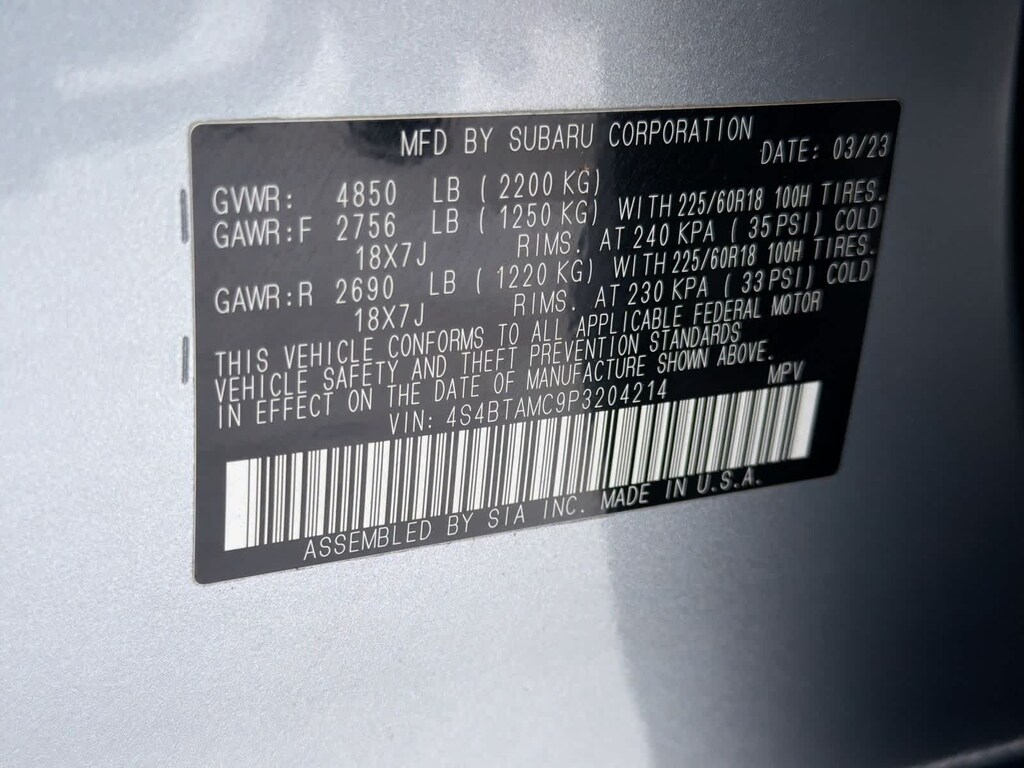 MFD BY SUBARU CORPORATION DATE: 03/23
GVWR: 4850 LB (2200 KG)
GAWR:F 2756 LB (1250 KG) WITH 225/60R18 100H TIRES.
18X7J RIMS. AT 240 KPA (35PSI) COLD
GAWR:R 2690 LB (1220 KG) WITH 225/60R18 100H TIRES.
18X7J RIMS. AT 230 KPA (33PSI) COLD
THIS VEHICLE CONFORMS TO ALL APPLICABLE FEDERAL MOTOR
VEHICLE SAFETY AND THEFT PREVENTION STANDARDS
IN EFFECT ON THE DATE OF MANUFACTURE SHOWN ABOVE.
VIN: 4S4BTAMC9P3204214 MPV
ASSEMBLED BY SIA INC. MADE IN U.S.A.